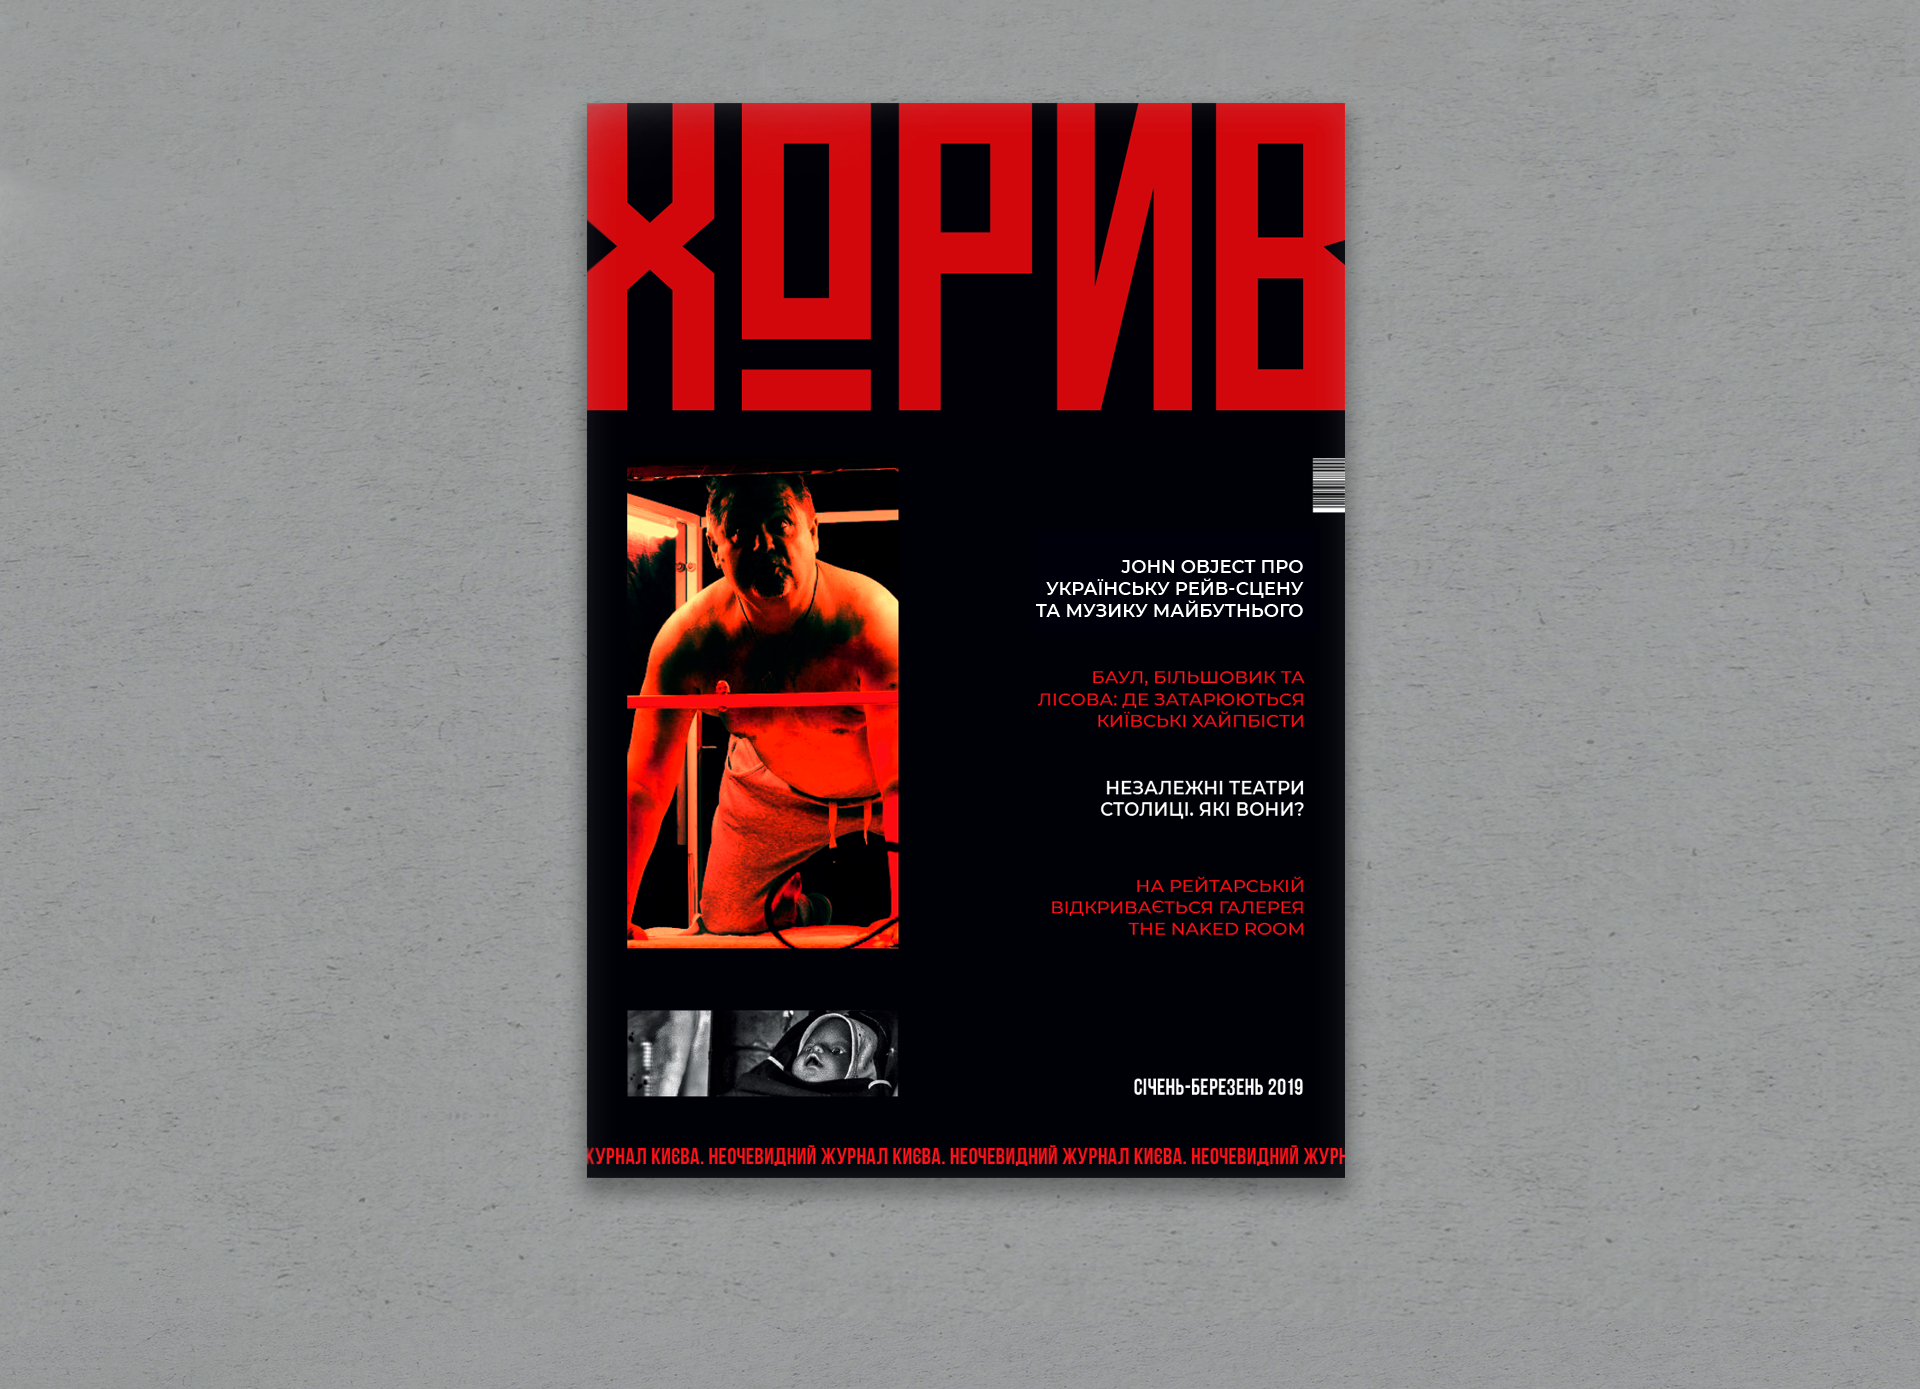 ХОРИВ
JOHN OBJECT ПРО
УКРАЇНСЬКУ РЕЙВ-СЦЕНУ
ТА МУЗИКУ МАЙБУТНЬОГО
БАУЛ, БІЛЬШОВИК ТА
ЛІСОВА: ДЕ ЗАТАРЮЮТЬСЯ
КИЇВСЬКІ ХАЙПБІСТИ
НЕЗАЛЕЖНІ ТЕАТРИ
СТОЛИЦІ. ЯКІ ВОНИ?
НА РЕЙТАРСЬКІЙ
ВІДКРИВАЄТЬСЯ ГАЛЕРЕЯ
THE NAKED ROOM
СІЧЕНЬ-БЕРЕЗЕНЬ 2019
ЖУРНАЛ КИЄВА. НЕОЧЕВИДНИЙ ЖУРНАЛ КИЄВА. НЕОЧЕВИДНИЙ ЖУРНАЛ КИЄВА. НЕОЧЕВИДНИЙ ЖУРН